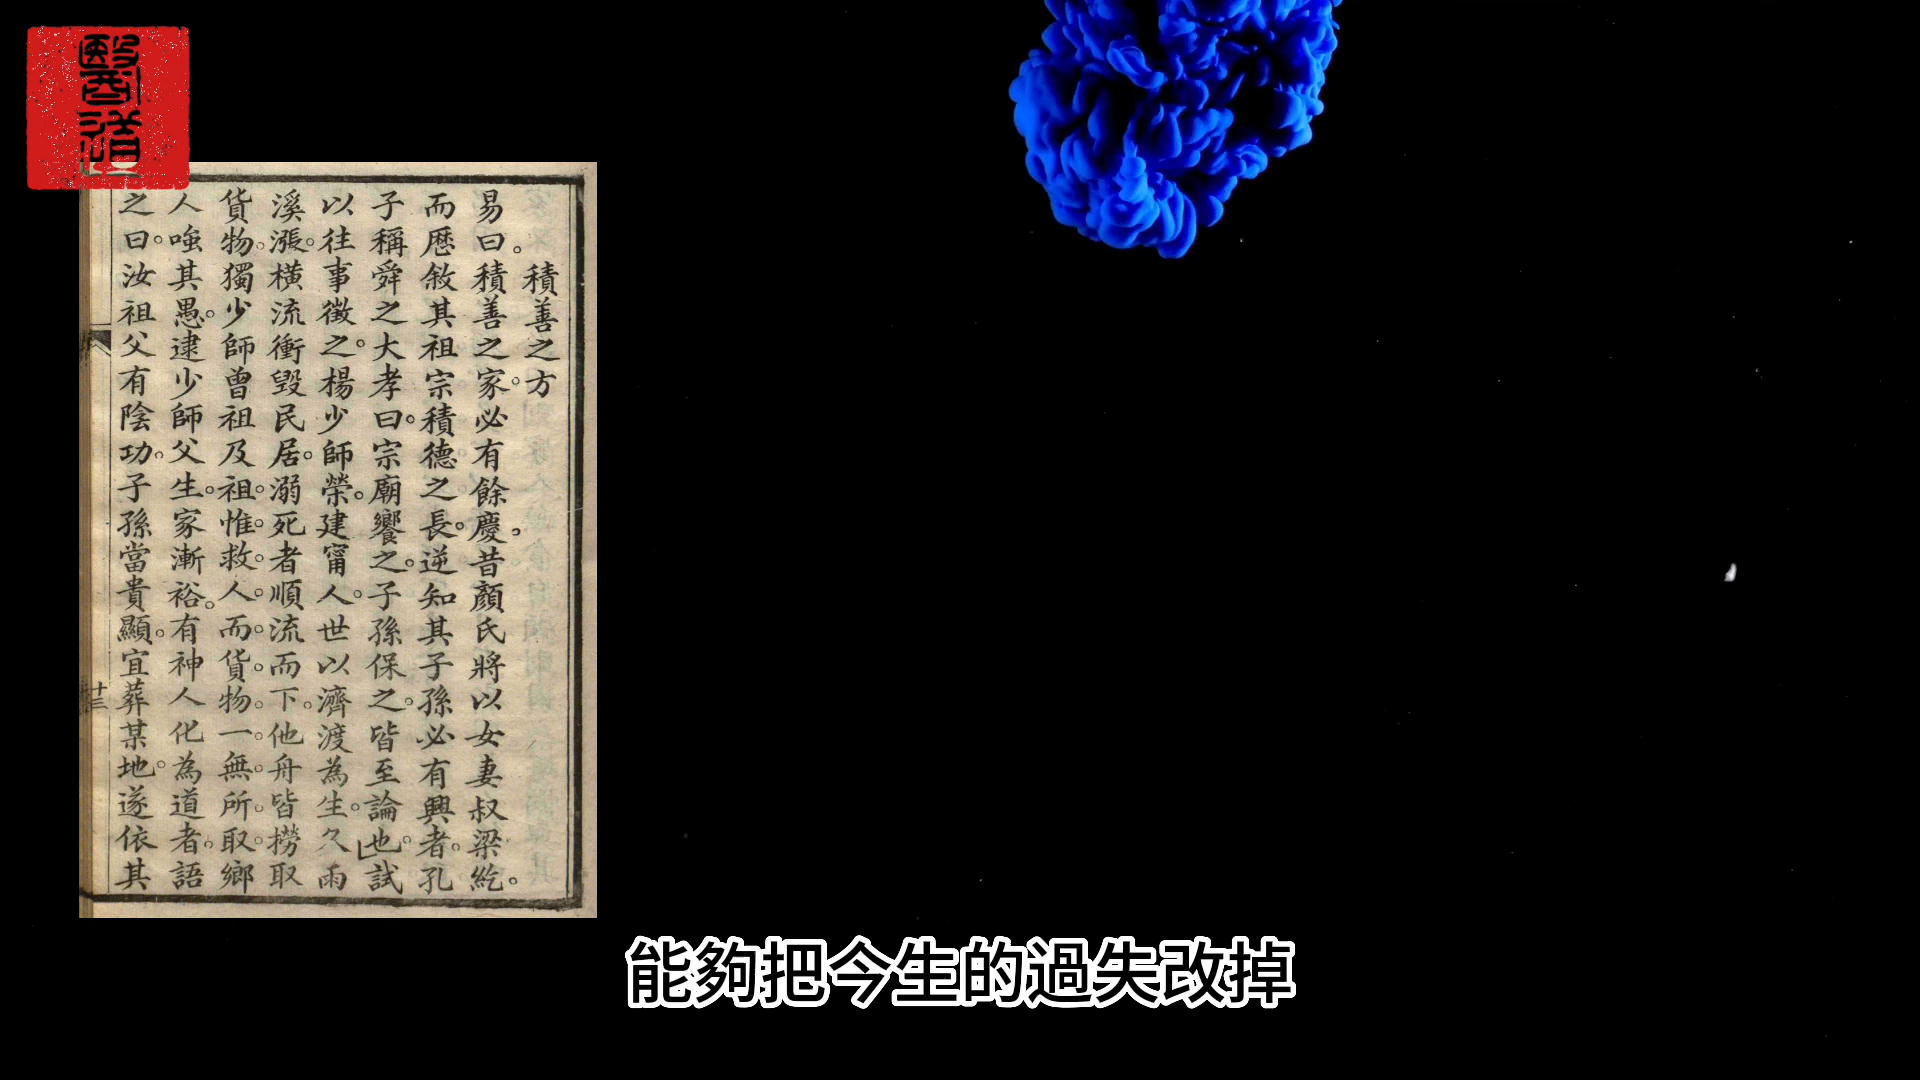 醫道
積善之方
易曰。積善之家。必有餘慶。昔顏氏將以女妻叔梁紇。
而歷敘其祖宗積德之長。逆知其子孫必有興者。孔
子稱舜之大孝曰。宗廟饗之。子孫保之。皆至論也。試
以往事徵之。楊少師榮。建甯人。世以濟渡為生。久雨
溪漲。橫流衝毀民居。溺死者順流而下。他舟皆撈取
貨物。獨少師曾祖及祖。惟救。人。而。貨。物。一。無。所。取。鄉
人嗤其愚。逮少師父生。家漸裕。有神人化為道者。語
之曰。汝祖父有陰功。子孫當貴顯。宜葬某地。遂依其
十三
能夠把今生的過失改掉